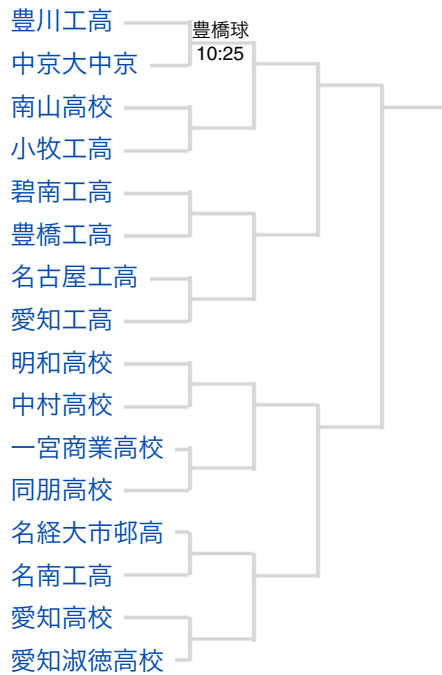 豊川工高
豊橋球
10:25
中京大中京
南山高校
小牧工高
碧南工高
豊橋工高
名古屋工高
愛知工高
明和高校
中村高校
一宮商業高校
同朋高校
名経大市邨高
名南工高
愛知高校
愛知淑徳高校